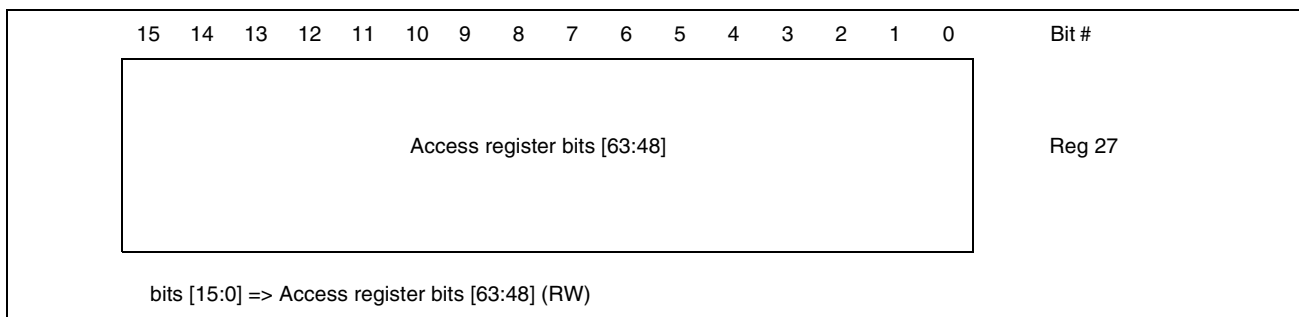 15 14 13 12 11 10 9 8 7 6 5 4 3 2 1 0 Bit #
Access register bits [63:48] Reg 27
bits [15:0] => Access register bits [63:48] (RW)